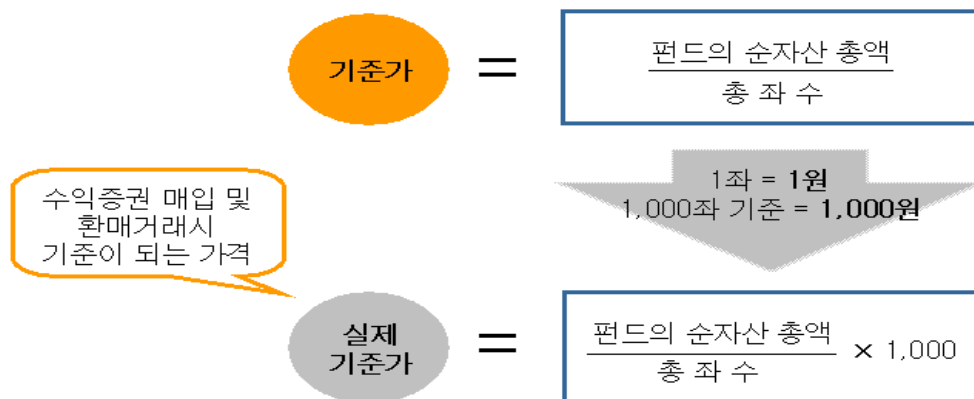 기준가
=
펀드의 순자산 총액
총 좌 수
1좌 = 1원
1,000좌 기준 = 1,000원
수익증권 매입 및
환매거래시
기준이 되는 가격
실제
기준가
=
펀드의 순자산 총액
총 좌 수
× 1,000